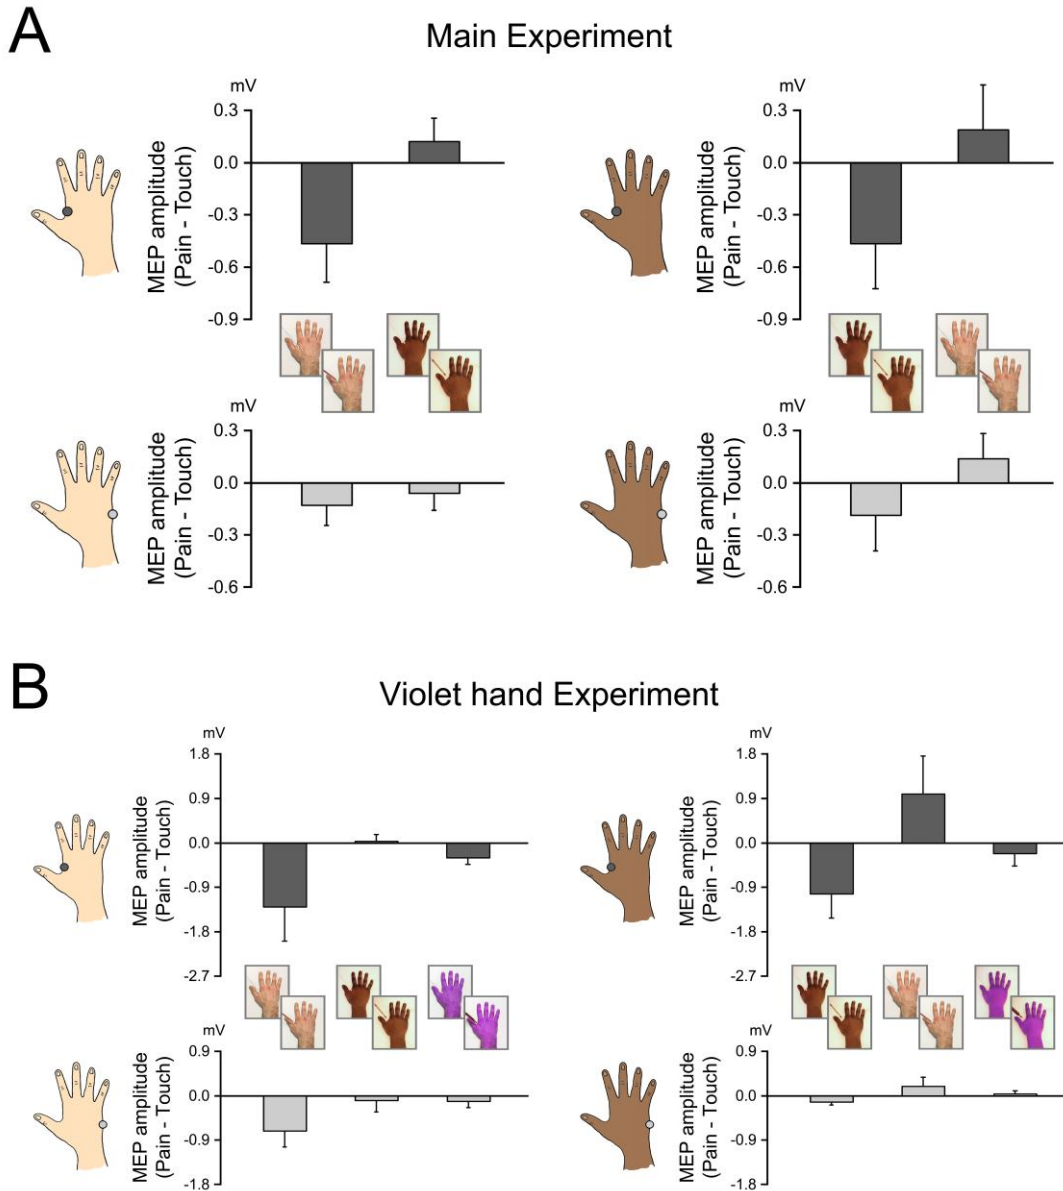 A
Main Experiment
mV
0.3
0.0
-0.3
-0.6
-0.9
MEP amplitude
(Pain - Touch)
mV
0.3
0.0
-0.3
-0.6
-0.9
MEP amplitude
(Pain - Touch)
mV
0.3
0.0
-0.3
-0.6
MEP amplitude
(Pain - Touch)
mV
0.3
0.0
-0.3
-0.6
MEP amplitude
(Pain - Touch)
B
Violet hand Experiment
mV
1.8
0.9
0.0
-0.9
-1.8
-2.7
MEP amplitude
(Pain - Touch)
mV
1.8
0.9
0.0
-0.9
-1.8
-2.7
MEP amplitude
(Pain - Touch)
mV
0.9
0.0
-0.9
-1.8
MEP amplitude
(Pain - Touch)
mV
0.9
0.0
-0.9
-1.8
MEP amplitude
(Pain - Touch)